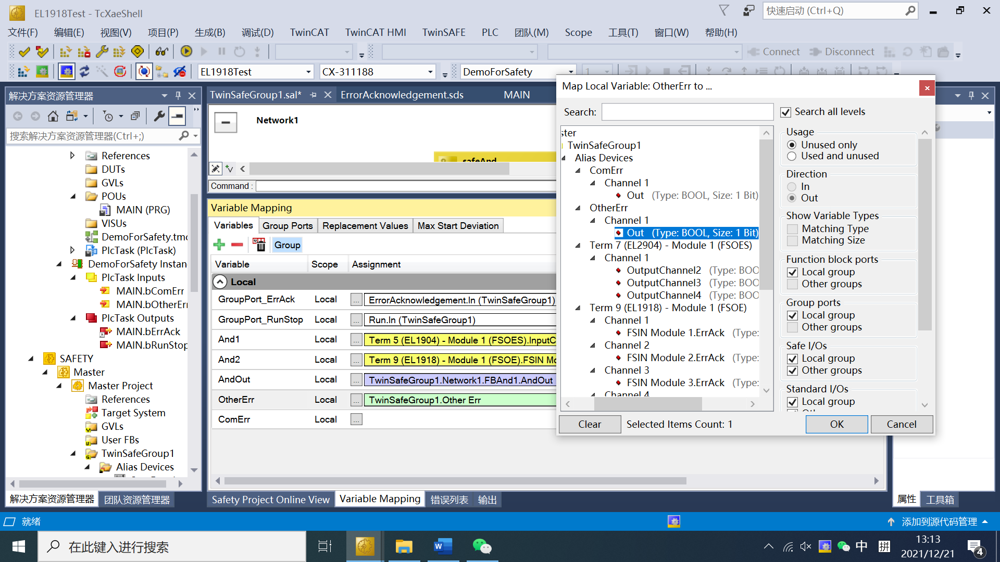 EL1918Test - TcXaeShell
快速启动 (Ctrl+Q)
文件(F) 编辑(E) 视图(V) 项目(P) 生成(B) 调试(D) TwinCAT TwinCAT HMI TwinSAFE PLC 团队(M) Scope 工具(T) 窗口(W) 帮助(H)
Connect Disconnect
EL1918Test CX-311188 DemoForSafety 1
解决方案资源管理器
搜索解决方案资源管理器(Ctrl+;)
References
DUTs
GVLs
POUs
MAIN (PRG)
VISUs
DemoForSafety.tmc
PlcTask (PlcTask)
DemoForSafety Instan
PlcTask Inputs
MAIN.bComErr
MAIN.bOtherErr
PlcTask Outputs
MAIN.bErrAck
MAIN.bRunStop
SAFETY
Master
Master Project
References
Target System
GVLs
User FBs
TwinSafeGroup1
Alias Devices
解决方案资源管理器 团队资源管理器
TwinSafeGroup1.sal* ErrorAcknowledgement.sds MAIN
Network1
safeAnd
Command :
Variable Mapping
Variables Group Ports Replacement Values Max Start Deviation
Group
Variable Scope Assignment
Local
GroupPort_ErrAck Local ... ErrorAcknowledgement.In (TwinSafeGroup1)
GroupPort_RunStop Local ... Run.In (TwinSafeGroup1)
And1 Local ... Term 5 (EL1904) - Module 1 (FSOES).InputC
And2 Local ... Term 9 (EL1918) - Module 1 (FSOE).FSIN Mo
AndOut Local ... TwinSafeGroup1.Network1.FBAnd1.AndOut
OtherErr Local ... TwinSafeGroup1.Other Err
ComErr Local ...
Safety Project Online View Variable Mapping 错误列表 输出
Map Local Variable: OtherErr to ...
Search:
Search all levels
ster
TwinSafeGroup1
Alias Devices
ComErr
Channel 1
Out (Type: BOOL, Size: 1 Bit)
OtherErr
Channel 1
Out (Type: BOOL, Size: 1 Bit)
Term 7 (EL2904) - Module 1 (FSOES)
Channel 1
OutputChannel2 (Type: BOO
OutputChannel3 (Type: BOO
OutputChannel4 (Type: BOO
Term 9 (EL1918) - Module 1 (FSOE)
Channel 1
FSIN Module 1.ErrAck (Type:
Channel 2
FSIN Module 2.ErrAck (Type:
Channel 3
FSIN Module 3.ErrAck (Type:
Channel 4
Usage
Unused only
Used and unused
Direction
In
Out
Show Variable Types
Matching Type
Matching Size
Function block ports
Local group
Other groups
Group ports
Local group
Other groups
Safe I/Os
Local group
Other groups
Standard I/Os
Local group
Clear Selected Items Count: 1 OK Cancel
属性 工具箱
就绪
添加到源代码管理
在此键入进行搜索
中 拼
13:13
2021/12/21
4